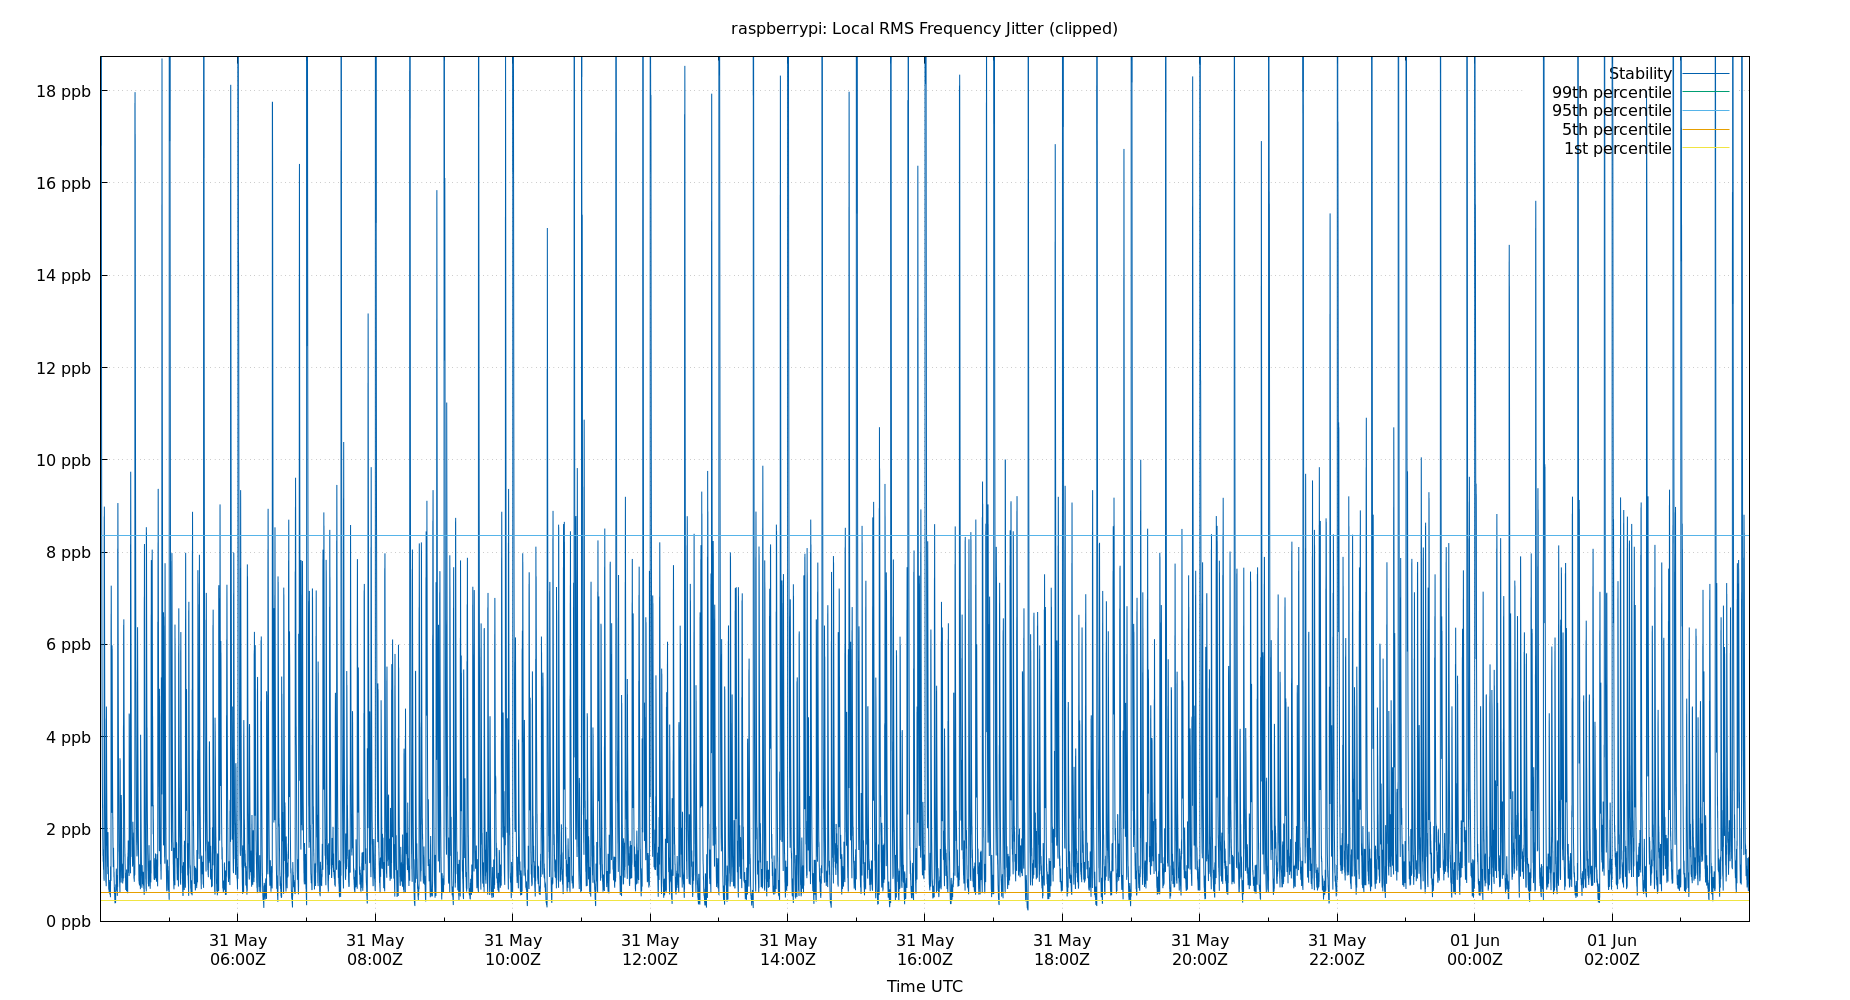 raspberrypi: Local RMS Frequency Jitter (clipped)
Stability
99th percentile
95th percentile
5th percentile
1st percentile
18 ppb
16 ppb
14 ppb
12 ppb
10 ppb
8 ppb
6 ppb
4 ppb
2 ppb
0 ppb
31 May 31 May 31 May 31 May 31 May 31 May 31 May 31 May 31 May 01 Jun 01 Jun
06:00Z 08:00Z 10:00Z 12:00Z 14:00Z 16:00Z 18:00Z 20:00Z 22:00Z 00:00Z 02:00Z
Time UTC